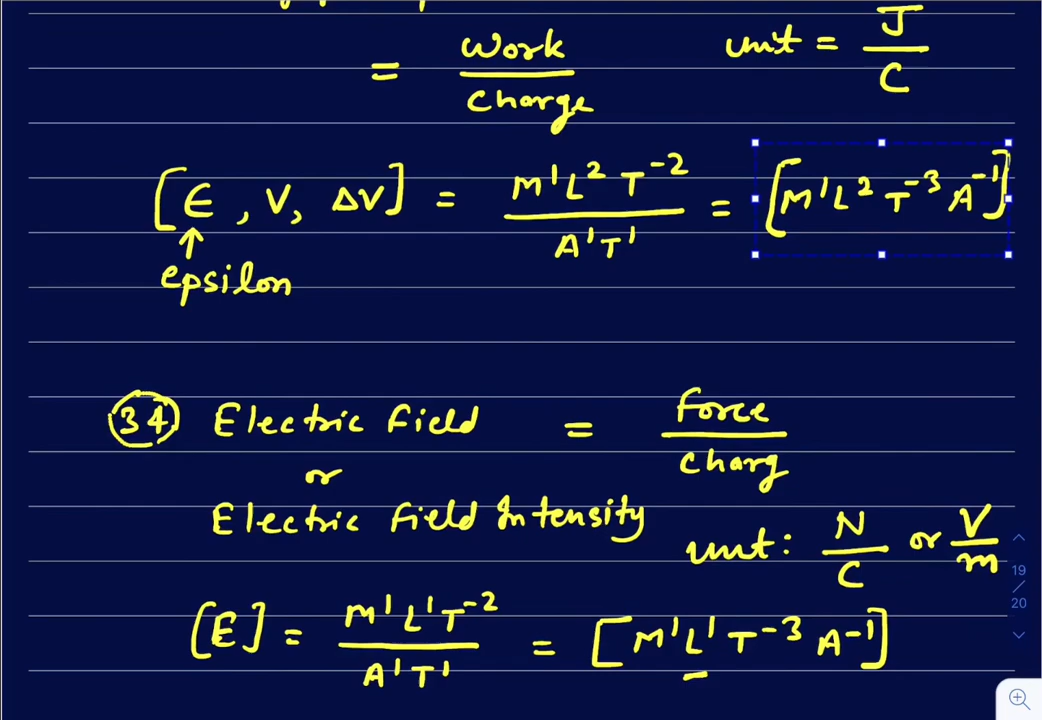 = Work / Charge unit = J / C
[ϵ, V, ΔV] = M¹L²T⁻² / A¹T¹ = [M¹L²T⁻³A⁻¹]
↑
epsilon
34 Electric Field = Force / Charg
or
Electric Field Intensity
unit: N / C or V / m
[E] = M¹L¹T⁻² / A¹T¹ = [M¹L¹T⁻³A⁻¹]
19 / 20